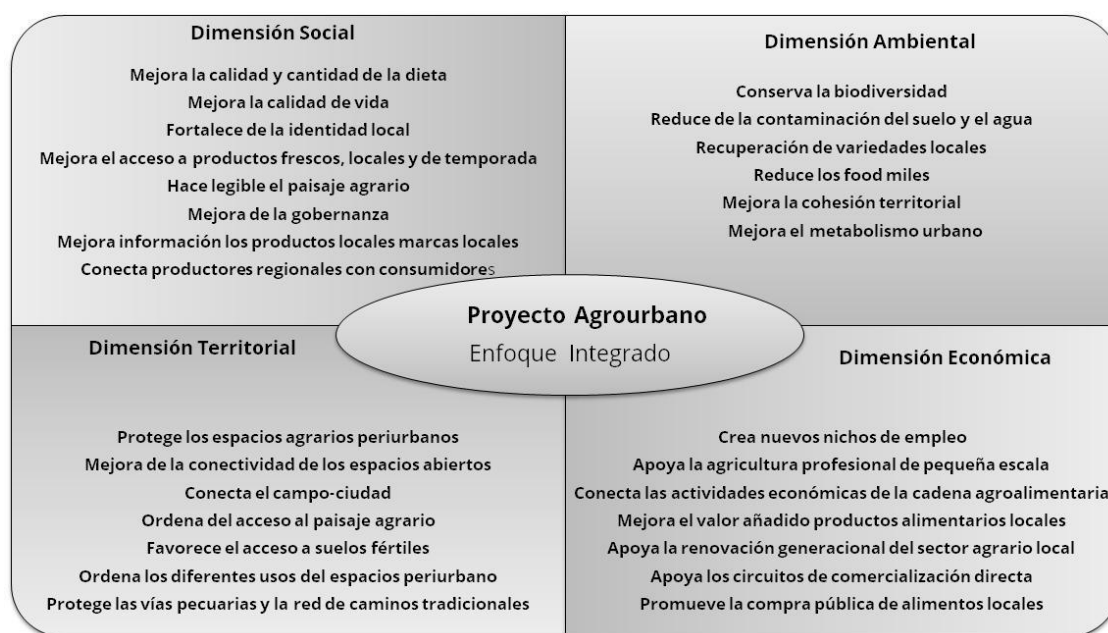 Dimensión Social
Mejora la calidad y cantidad de la dieta
Mejora la calidad de vida
Fortalece de la identidad local
Mejora el acceso a productos frescos, locales y de temporada
Hace legible el paisaje agrario
Mejora de la gobernanza
Mejora información los productos locales marcas locales
Conecta productores regionales con consumidores
Dimensión Ambiental
Conserva la biodiversidad
Reduce de la contaminación del suelo y el agua
Recuperación de variedades locales
Reduce los food miles
Mejora la cohesión territorial
Mejora el metabolismo urbano
Proyecto Agrourbano
Enfoque Integrado
Dimensión Territorial
Protege los espacios agrarios periurbanos
Mejora de la conectividad de los espacios abiertos
Conecta el campo-ciudad
Ordena del acceso al paisaje agrario
Favorece el acceso a suelos fértiles
Ordena los diferentes usos del espacios periurbano
Protege las vías pecuarias y la red de caminos tradicionales
Dimensión Económica
Crea nuevos nichos de empleo
Apoya la agricultura profesional de pequeña escala
Conecta las actividades económicas de la cadena agroalimentaria
Mejora el valor añadido productos alimentarios locales
Apoya la renovación generacional del sector agrario local
Apoya los circuitos de comercialización directa
Promueve la compra pública de alimentos locales